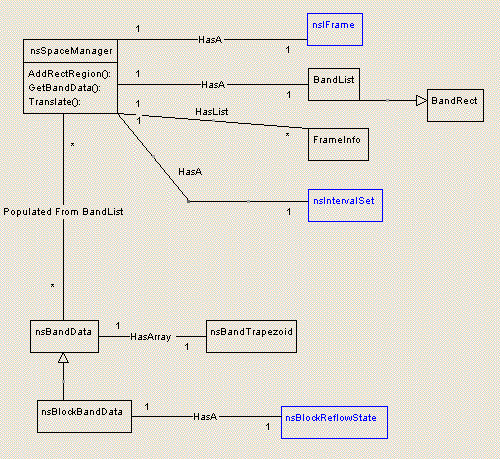 1
nsIFrame
HasA
1
nsSpaceManager
AddRectRegion():
GetBandData():
Translate():
1
HasA
1
BandList
BandRect
1
HasList
*
FrameInfo
1
HasA
1
nsIntervalSet
*
Populated From BandList
*
nsBandData
1
HasArray
1
nsBandTrapezoid
nsBlockBandData
1
HasA
1
nsBlockReflowState